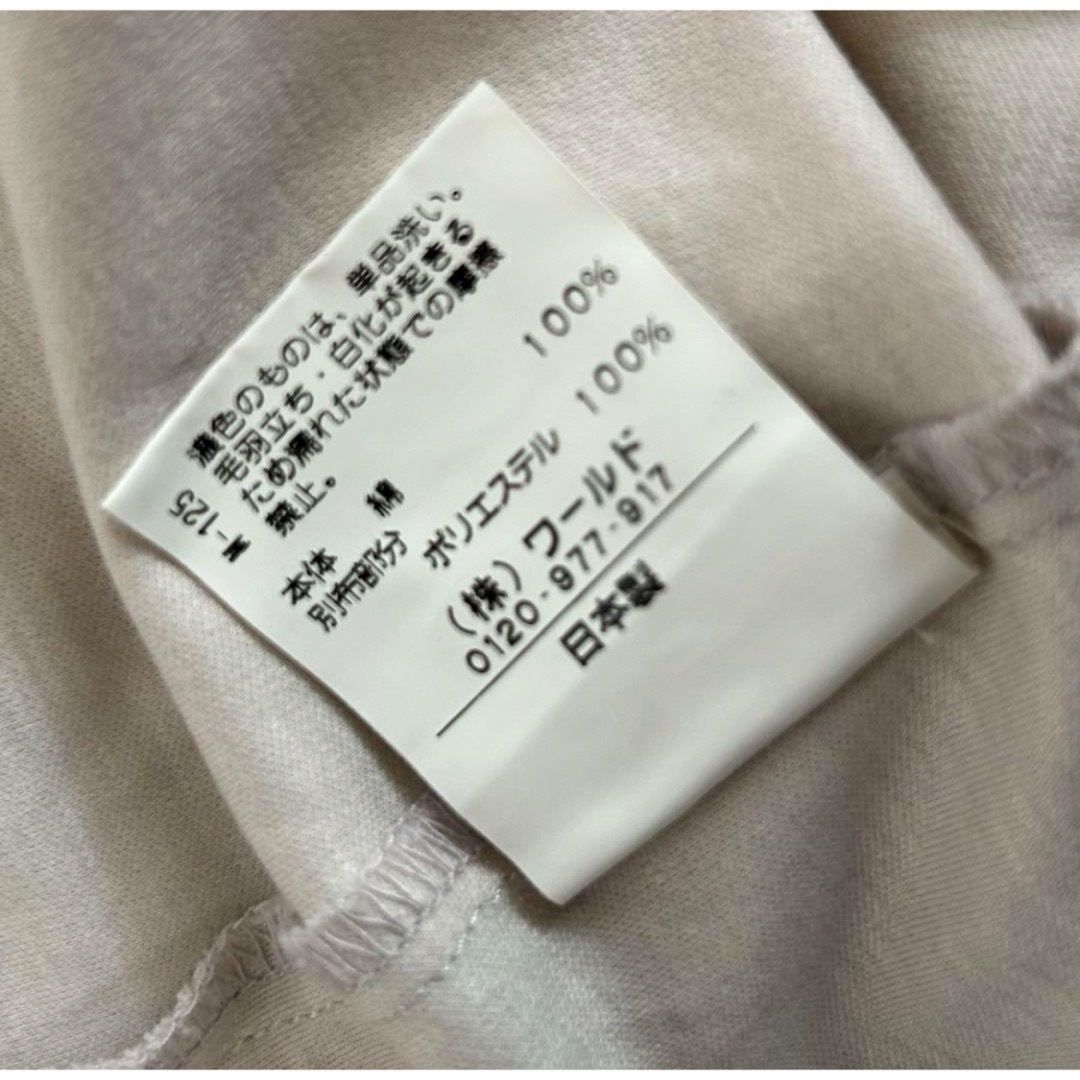 濃色のものは、単品洗い。
毛羽立ち・白化が起きる
ため濡れた状態での摩擦
禁止。
W-125
本体 綿 100%
別布部分 ポリエステル 100%
(株)ワールド
0120-977-917
日本製